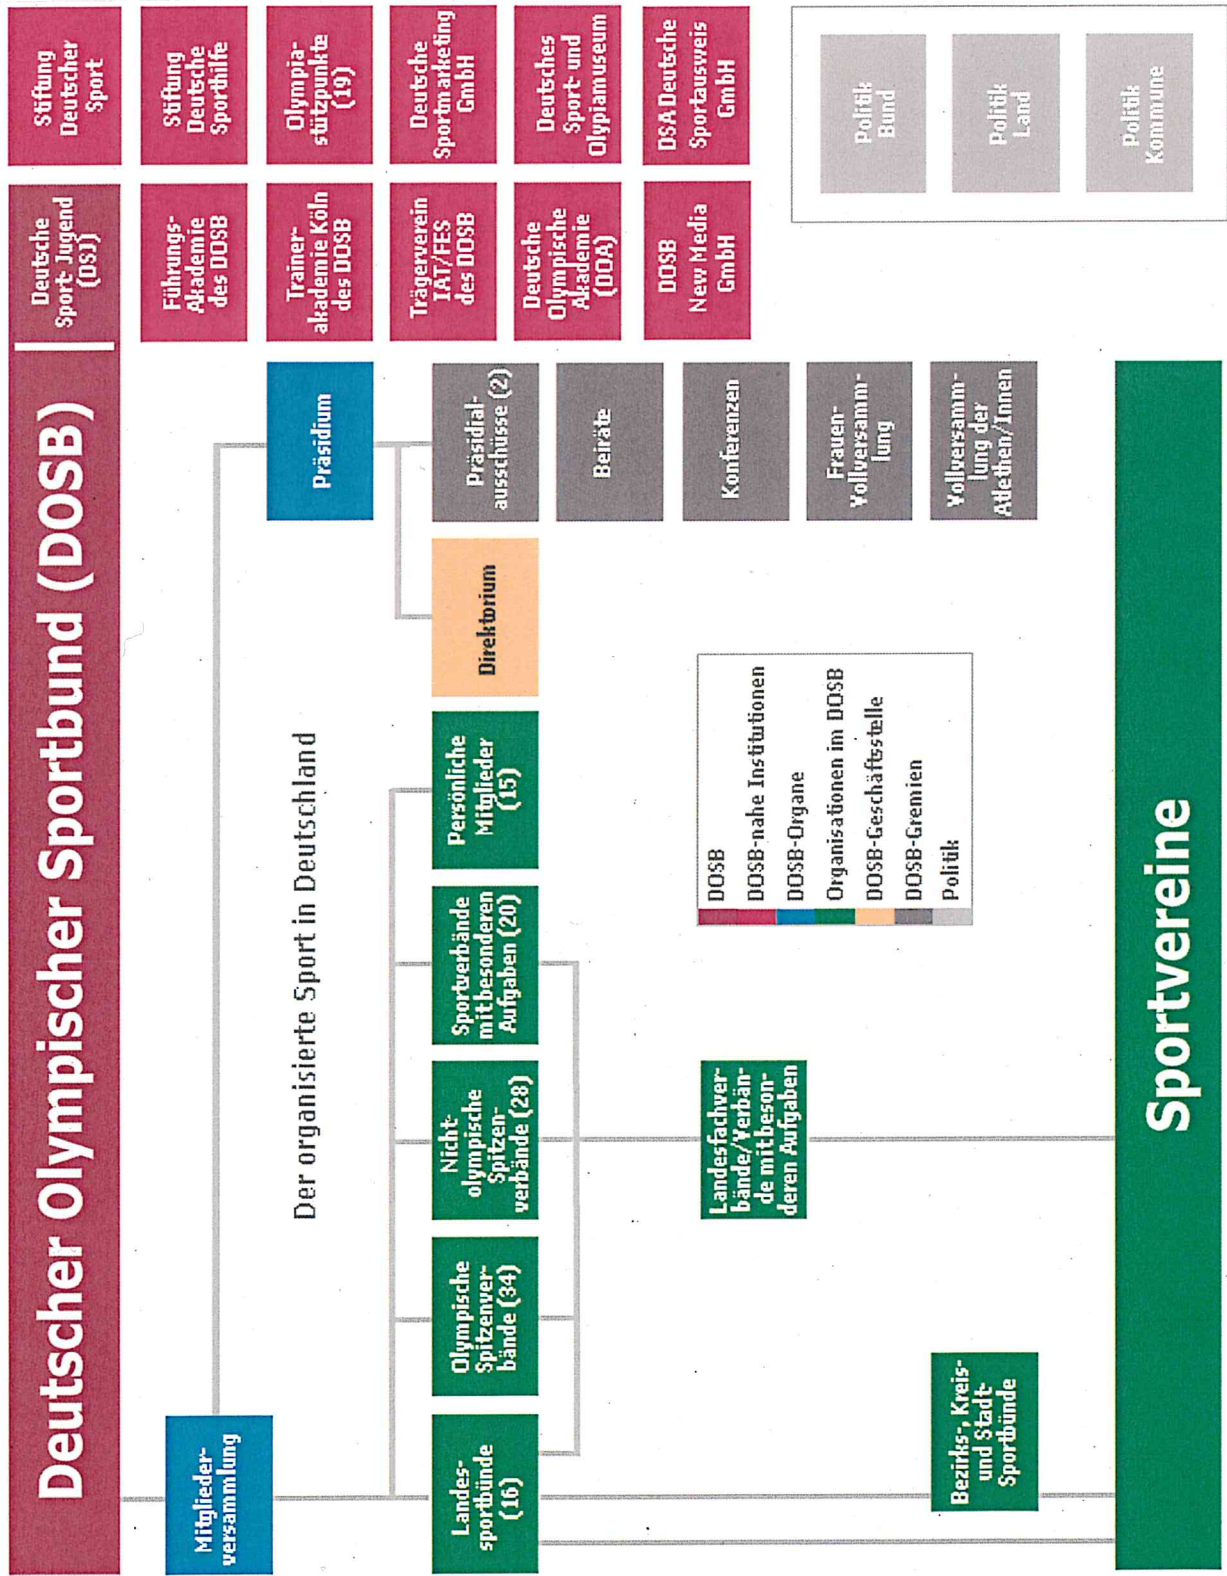 Deutscher Olympischer Sportbund (DOSB)
Deutsche
Sport-Jugend
(DSJ)
Stiftung
Deutscher
Sport
Mitglieder-
versammlung
Führungs-
Akademie
des DOSB
Stiftung
Deutsche
Sporthilfe
Der organisierte Sport in Deutschland
Präsidium
Trainer-
akademie Köln
des DOSB
Olympia-
stützpunkte
(19)
Landes-
sportbünde
(16)
Olympische
Spitzenver-
bände (34)
Nicht-
olympische
Spitzen-
verbände (28)
Sportverbände
mit besonderen
Aufgaben (20)
Persönliche
Mitglieder
(15)
Direktorium
Präsidial-
ausschüsse (2)
Trägerverein
IAT/FES
des DOSB
Deutsche
Sportmarketing
GmbH
Beiräte
Deutsche
Olympische
Akademie
(DOA)
Deutsches
Sport- und
Olypiamuseum
Landesfachver-
bände/Verbän-
de mit beson-
deren Aufgaben
DOSB
DOSB-nahe Institutionen
DOSB-Organe
Organisationen im DOSB
DOSB-Geschäftsstelle
DOSB-Gremien
Politik
Konferenzen
DOSB
New Media
GmbH
DSA Deutsche
Sportausweis
GmbH
Frauen-
Vollversamm-
lung
Politik
Bund
Bezirks-, Kreis-
und Stadt-
Sportbünde
Vollversamm-
lung der
Atlethen/Innen
Politik
Land
Politik
Kommune
Sportvereine